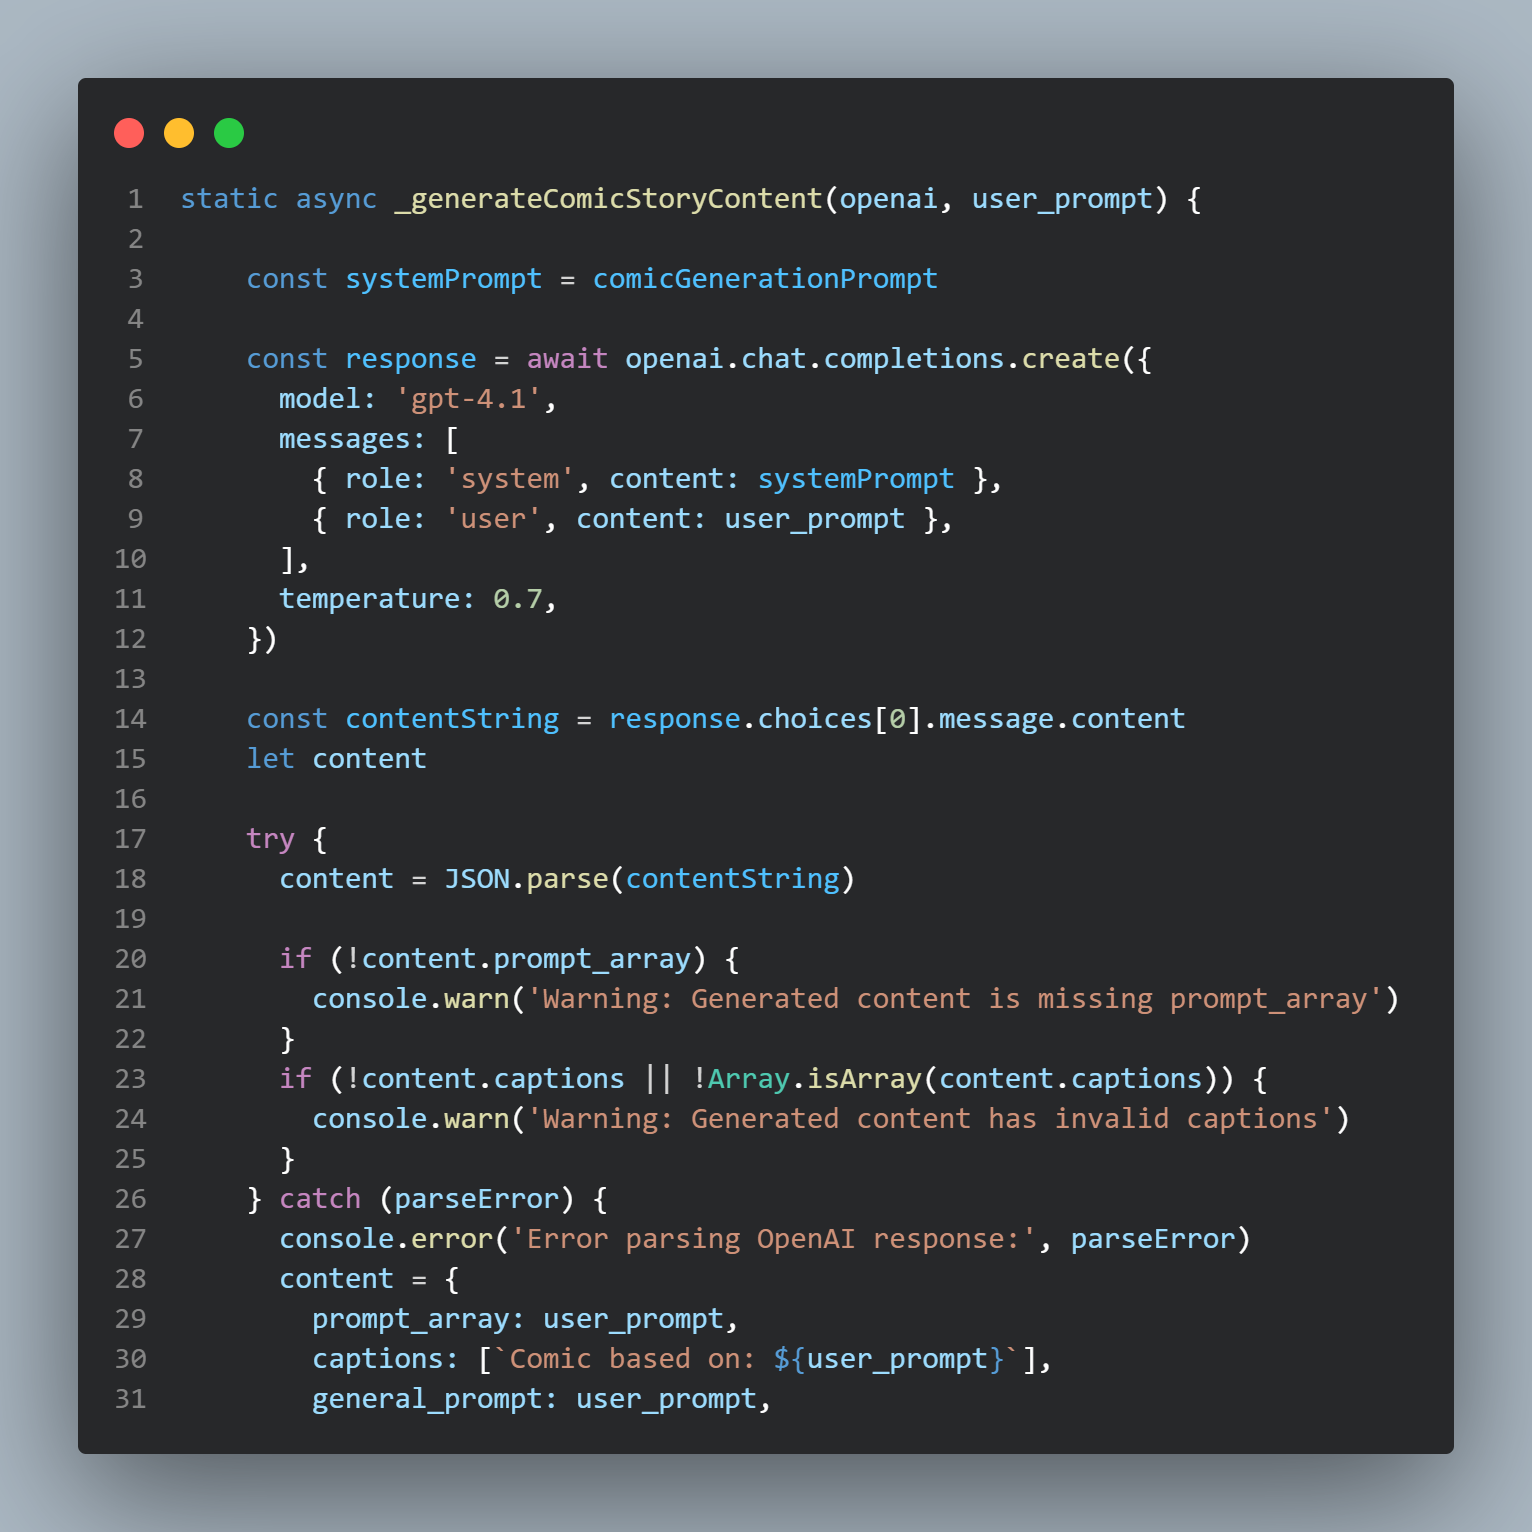 1 static async _generateComicStoryContent(openai, user_prompt) {
2
3     const systemPrompt = comicGenerationPrompt
4
5     const response = await openai.chat.completions.create({
6       model: 'gpt-4.1',
7       messages: [
8         { role: 'system', content: systemPrompt },
9         { role: 'user', content: user_prompt },
10       ],
11       temperature: 0.7,
12     })
13
14     const contentString = response.choices[0].message.content
15     let content
16
17     try {
18       content = JSON.parse(contentString)
19
20       if (!content.prompt_array) {
21         console.warn('Warning: Generated content is missing prompt_array')
22       }
23       if (!content.captions || !Array.isArray(content.captions)) {
24         console.warn('Warning: Generated content has invalid captions')
25       }
26     } catch (parseError) {
27       console.error('Error parsing OpenAI response:', parseError)
28       content = {
29         prompt_array: user_prompt,
30         captions: [`Comic based on: ${user_prompt}`],
31         general_prompt: user_prompt,